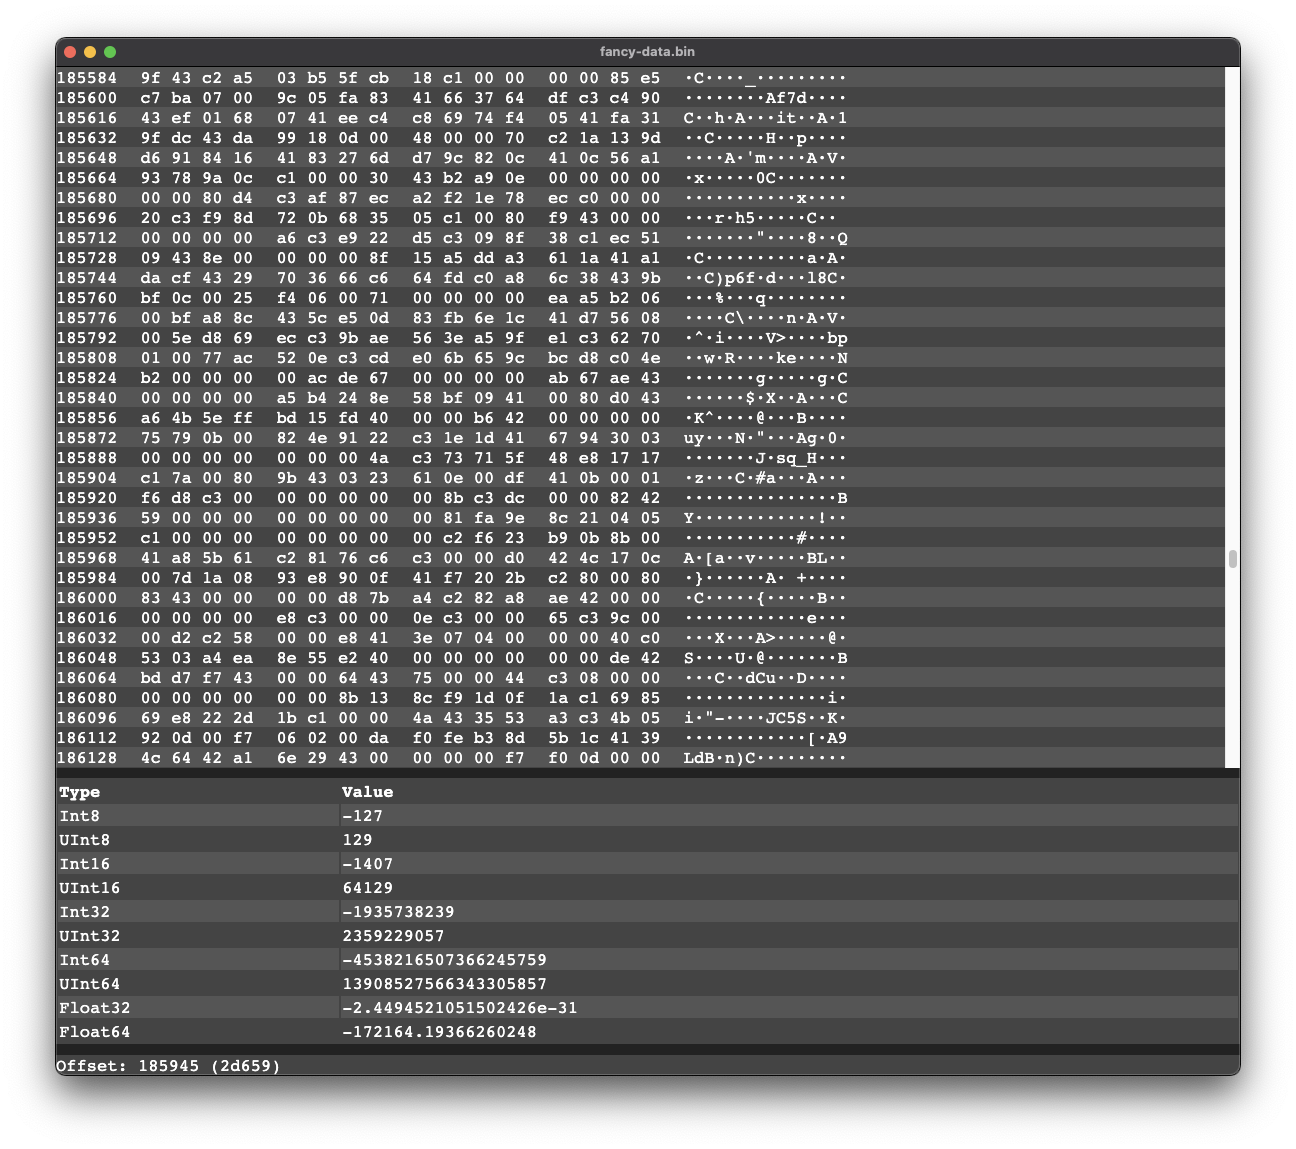 fancy-data.bin
185584 9f 43 c2 a5 03 b5 5f cb 18 c1 00 00 00 00 85 e5 ·C····_·········
185600 c7 ba 07 00 9c 05 fa 83 41 66 37 64 df c3 c4 90 ········Af7d····
185616 43 ef 01 68 07 41 ee c4 c8 69 74 f4 05 41 fa 31 C··h·A···it··A·1
185632 9f dc 43 da 99 18 0d 00 48 00 00 70 c2 1a 13 9d ··C·····H··p····
185648 d6 91 84 16 41 83 27 6d d7 9c 82 0c 41 0c 56 a1 ····A·'m····A·V·
185664 93 78 9a 0c c1 00 00 30 43 b2 a9 0e 00 00 00 00 ·x·····0C·······
185680 00 00 80 d4 c3 af 87 ec a2 f2 1e 78 ec c0 00 00 ···········x····
185696 20 c3 f9 8d 72 0b 68 35 05 c1 00 80 f9 43 00 00  ···r·h5·····C··
185712 00 00 00 00 a6 c3 e9 22 d5 c3 09 8f 38 c1 ec 51 ·······"····8··Q
185728 09 43 8e 00 00 00 00 8f 15 a5 dd a3 61 1a 41 a1 ·C··········a·A·
185744 da cf 43 29 70 36 66 c6 64 fd c0 a8 6c 38 43 9b ··C)p6f·d···l8C·
185760 bf 0c 00 25 f4 06 00 71 00 00 00 00 ea a5 b2 06 ···%···q········
185776 00 bf a8 8c 43 5c e5 0d 83 fb 6e 1c 41 d7 56 08 ····C\····n·A·V·
185792 00 5e d8 69 ec c3 9b ae 56 3e a5 9f e1 c3 62 70 ·^·i····V>····bp
185808 01 00 77 ac 52 0e c3 cd e0 6b 65 9c bc d8 c0 4e ··w·R····ke····N
185824 b2 00 00 00 00 ac de 67 00 00 00 00 ab 67 ae 43 ·······g·····g·C
185840 00 00 00 00 a5 b4 24 8e 58 bf 09 41 00 80 d0 43 ······$·X··A···C
185856 a6 4b 5e ff bd 15 fd 40 00 00 b6 42 00 00 00 00 ·K^····@···B····
185872 75 79 0b 00 82 4e 91 22 c3 1e 1d 41 67 94 30 03 uy···N·"···Ag·0·
185888 00 00 00 00 00 00 00 4a c3 73 71 5f 48 e8 17 17 ·······J·sq_H···
185904 c1 7a 00 80 9b 43 03 23 61 0e 00 df 41 0b 00 01 ·z···C·#a···A···
185920 f6 d8 c3 00 00 00 00 00 00 8b c3 dc 00 00 82 42 ···············B
185936 59 00 00 00 00 00 00 00 00 81 fa 9e 8c 21 04 05 Y············!··
185952 c1 00 00 00 00 00 00 00 00 c2 f6 23 b9 0b 8b 00 ···········#····
185968 41 a8 5b 61 c2 81 76 c6 c3 00 00 d0 42 4c 17 0c A·[a··v·····BL··
185984 00 7d 1a 08 93 e8 90 0f 41 f7 20 2b c2 80 00 80 ·}······A· +····
186000 83 43 00 00 00 00 d8 7b a4 c2 82 a8 ae 42 00 00 ·C·····{·····B··
186016 00 00 00 00 e8 c3 00 00 0e c3 00 00 65 c3 9c 00 ············e···
186032 00 d2 c2 58 00 00 e8 41 3e 07 04 00 00 00 40 c0 ···X···A>·····@·
186048 53 03 a4 ea 8e 55 e2 40 00 00 00 00 00 00 de 42 S····U·@·······B
186064 bd d7 f7 43 00 00 64 43 75 00 00 44 c3 08 00 00 ···C··dCu··D····
186080 00 00 00 00 00 00 8b 13 8c f9 1d 0f 1a c1 69 85 ··············i·
186096 69 e8 22 2d 1b c1 00 00 4a 43 35 53 a3 c3 4b 05 i·"-····JC5S··K·
186112 92 0d 00 f7 06 02 00 da f0 fe b3 8d 5b 1c 41 39 ············[·A9
186128 4c 64 42 a1 6e 29 43 00 00 00 00 f7 f0 0d 00 00 LdB·n)C·········
Type Value
Int8 -127
UInt8 129
Int16 -1407
UInt16 64129
Int32 -1935738239
UInt32 2359229057
Int64 -4538216507366245759
UInt64 13908527566343305857
Float32 -2.4494521051502426e-31
Float64 -172164.19366260248
Offset: 185945 (2d659)